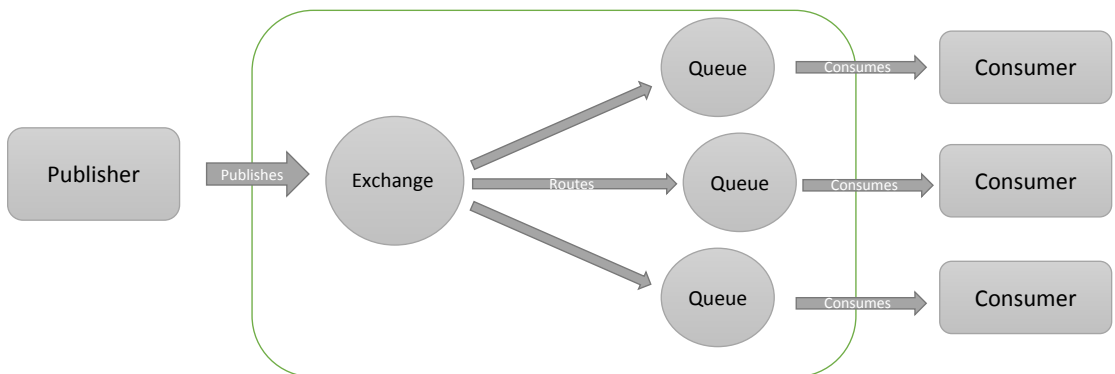 Publisher
Publishes
Exchange
Routes
Queue
Consumes
Consumer
Queue
Consumes
Consumer
Queue
Consumes
Consumer